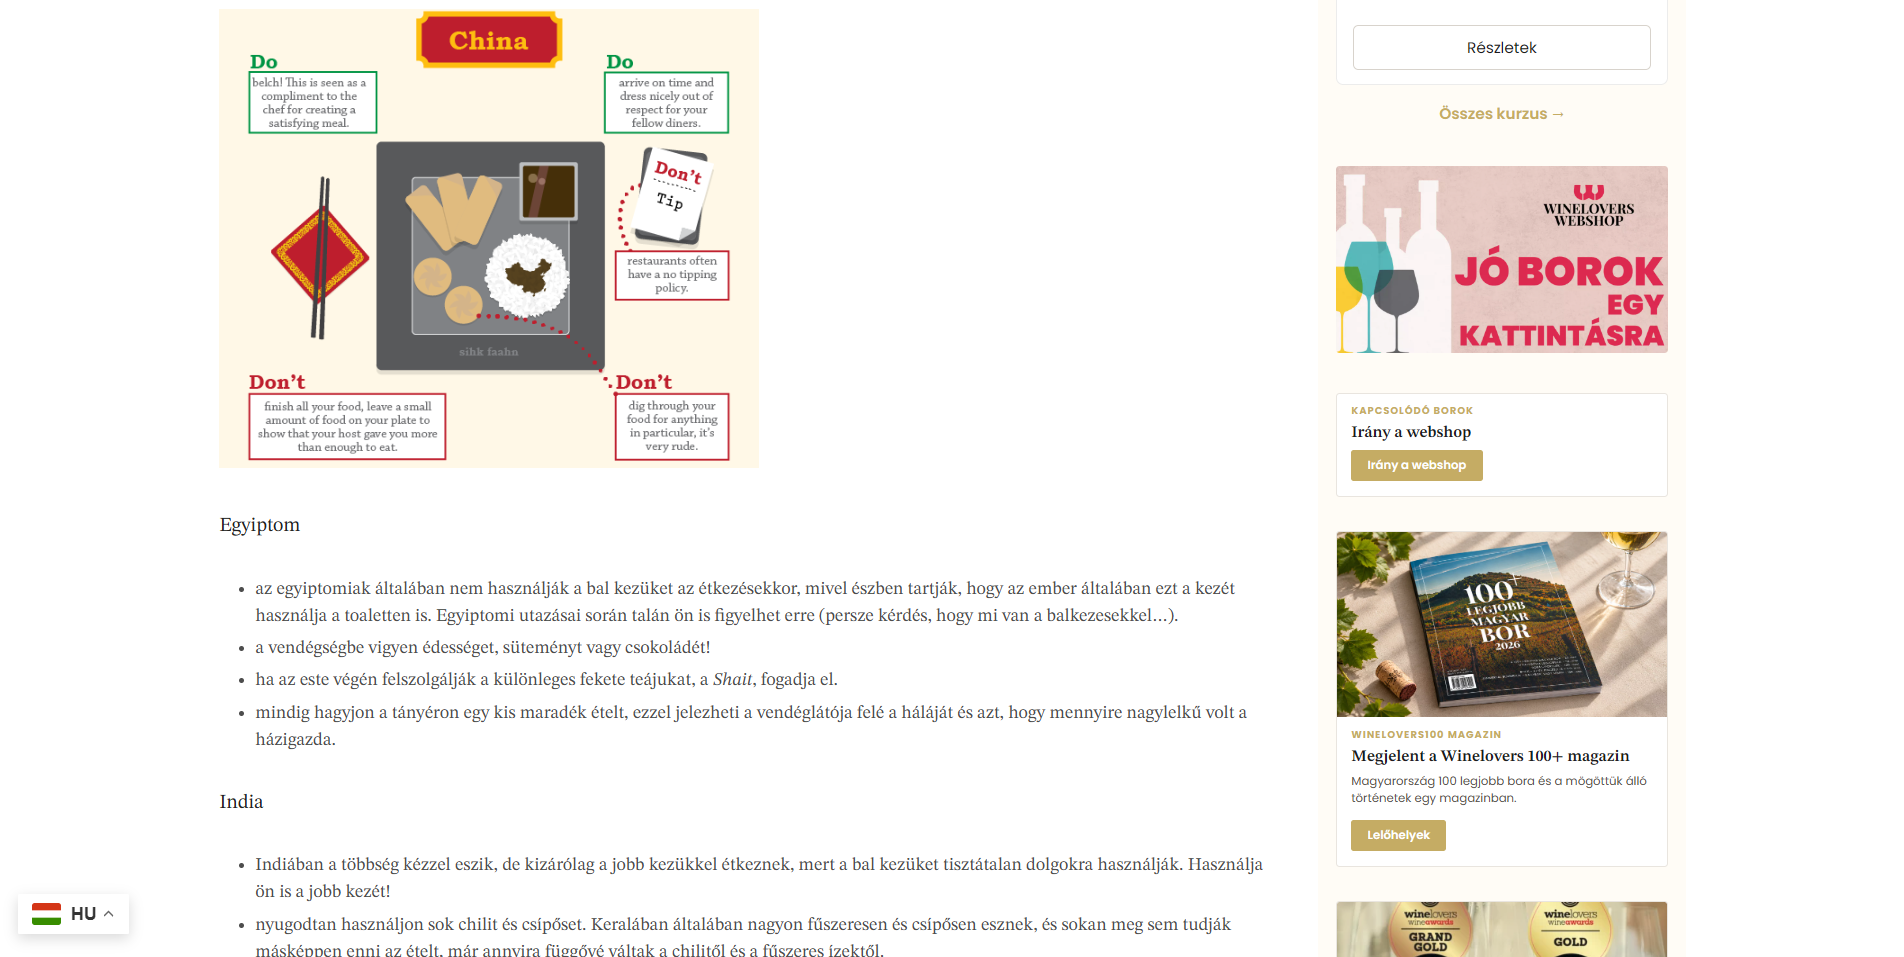 China
Do
belch! This is seen as a
compliment to the
chef for creating a
satisfying meal.
Do
arrive on time and
dress nicely out of
respect for your
fellow diners.
Don't
Tip
restaurants often
have a no tipping
policy.
sihk faahn
Don't
finish all your food, leave a small
amount of food on your plate to
show that your host gave you more
than enough to eat.
Don't
dig through your
food for anything
in particular, it's
very rude.
Egyiptom
az egyiptomiak általában nem használják a bal kezüket az étkezésekkor, mivel észben tartják, hogy az ember általában ezt a kezét
használja a toaletten is. Egyiptomi utazásai során talán ön is figyelhet erre (persze kérdés, hogy mi van a balkezesekkel…).
a vendégségbe vigyen édességet, süteményt vagy csokoládét!
ha az este végén felszolgálják a különleges fekete teájukat, a Shait, fogadja el.
mindig hagyjon a tányéron egy kis maradék ételt, ezzel jelezheti a vendéglátója felé a háláját és azt, hogy mennyire nagylelkű volt a
házigazda.
India
Indiában a többség kézzel eszik, de kizárólag a jobb kezükkel étkeznek, mert a bal kezüket tisztátalan dolgokra használják. Használja
ön is a jobb kezét!
nyugodtan használjon sok chilit és csípőset. Keralában általában nagyon fűszeresen és csípősen esznek, és sokan meg sem tudják
másképpen enni az ételt, már annyira függővé váltak a chilitől és a fűszeres ízektől.
HU
Részletek
Összes kurzus →
WINELOVERS
WEBSHOP
JÓ BOROK
EGY
KATTINTÁSRA
KAPCSOLÓDÓ BOROK
Irány a webshop
Irány a webshop
100+
LEGJOBB
MAGYAR
BOR
2026
WINELOVERS100 MAGAZIN
Megjelent a Winelovers 100+ magazin
Magyarország 100 legjobb bora és a mögöttük álló
történetek egy magazinban.
Lelőhelyek
winelovers
wineawards
GRAND
GOLD
winelovers
wineawards
GOLD